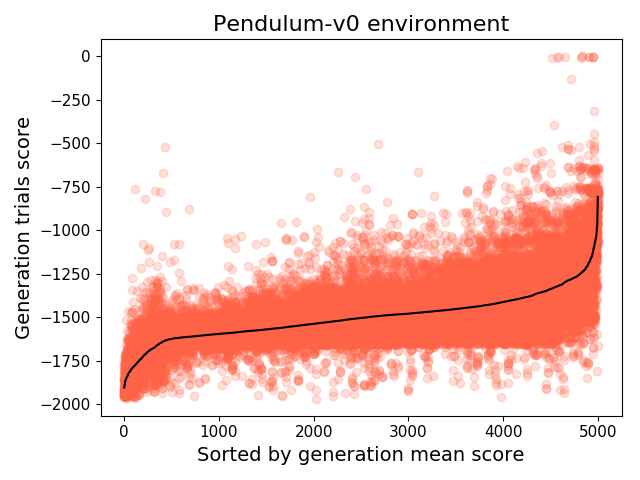 Pendulum-v0 environment
Generation trials score
0
−250
−500
−750
−1000
−1250
−1500
−1750
−2000
0 1000 2000 3000 4000 5000
Sorted by generation mean score